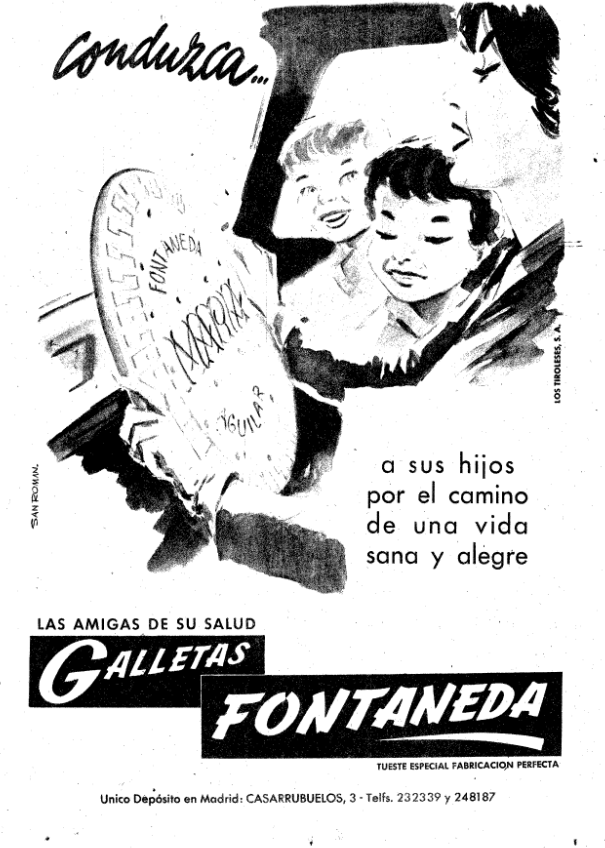 conduzca...
FONTANEDA
MARIA
AGUILAR
LOS TIROLESES, S. A.
SAN ROMAN.
a sus hijos
por el camino
de una vida
sana y alegre
LAS AMIGAS DE SU SALUD
GALLETAS
FONTANEDA
TUESTE ESPECIAL FABRICACION PERFECTA
Unico Depósito en Madrid: CASARRUBUELOS, 3 - Telfs. 232339 y 248187